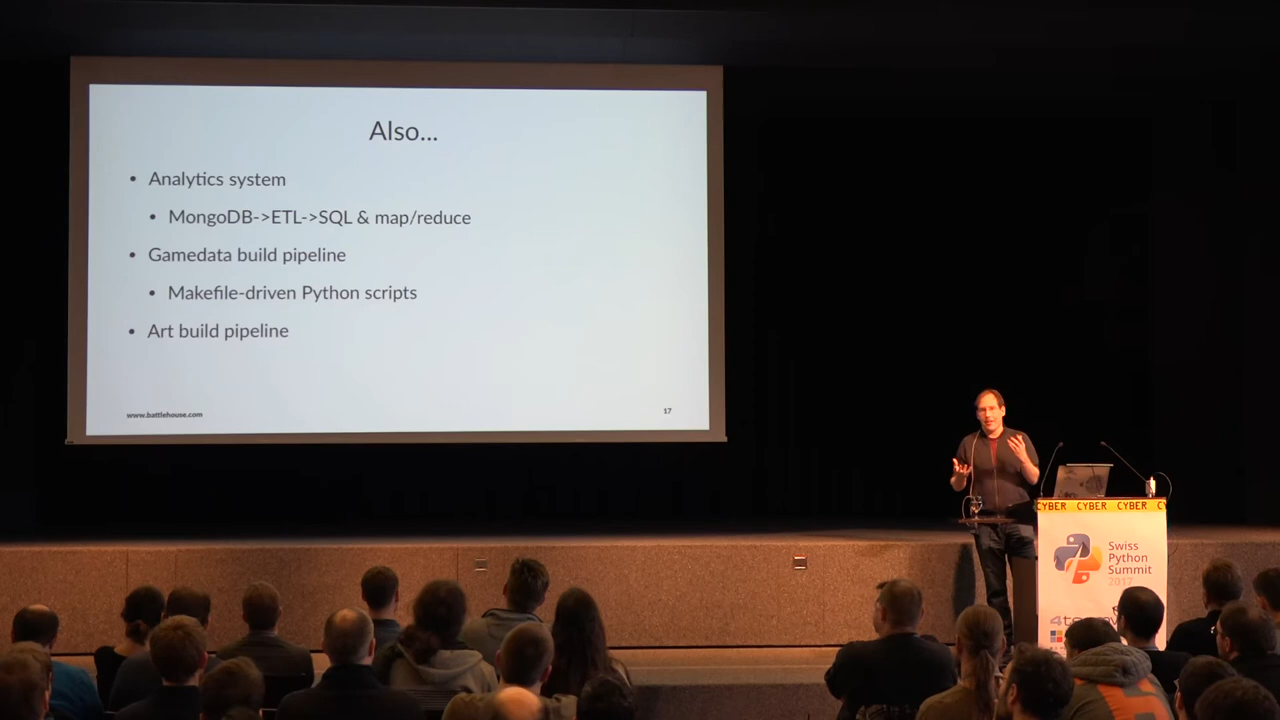 Also...
• Analytics system
• MongoDB->ETL->SQL & map/reduce
• Gamedata build pipeline
• Makefile-driven Python scripts
• Art build pipeline
www.battlehouse.com
17
CYBER CYBER CYBER CY
Swiss
Python
Summit
2017